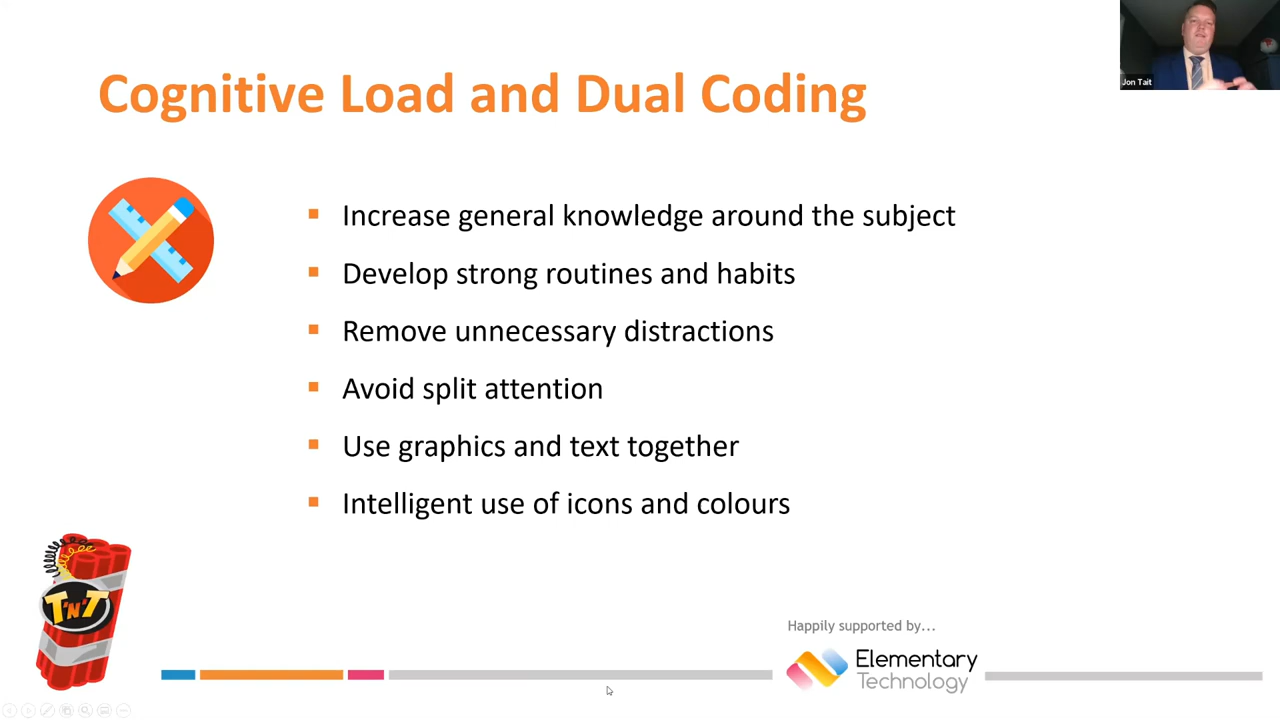 Cognitive Load and Dual Coding
Jon Tait
Increase general knowledge around the subject
Develop strong routines and habits
Remove unnecessary distractions
Avoid split attention
Use graphics and text together
Intelligent use of icons and colours
T'N'T
Happily supported by...
Elementary
Technology